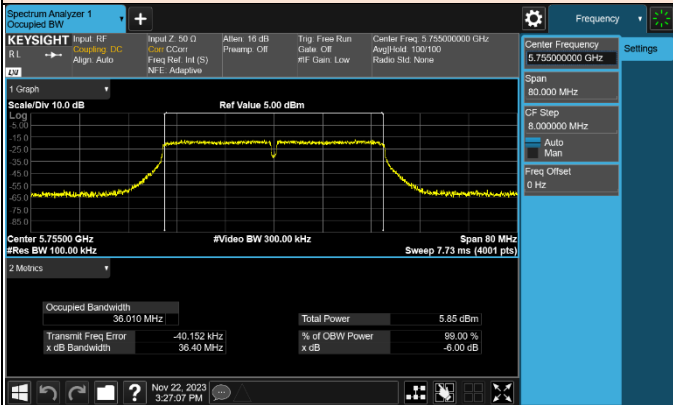 Spectrum Analyzer 1
Occupied BW
+
Frequency
KEYSIGHT
RL
LXI
Input: RF
Coupling: DC
Align: Auto
Input Z: 50 Ω
Corr CCorr
Freq Ref: Int (S)
NFE: Adaptive
Atten: 16 dB
Preamp: Off
Trig: Free Run
Gate: Off
#IF Gain: Low
Center Freq: 5.755000000 GHz
Avg|Hold: 100/100
Radio Std: None
Center Frequency
5.755000000 GHz
Settings
Span
80.000 MHz
CF Step
8.000000 MHz
Auto
Man
Freq Offset
0 Hz
1 Graph
Scale/Div 10.0 dB
Ref Value 5.00 dBm
Log
-5.00
-15.0
-25.0
-35.0
-45.0
-55.0
-65.0
-75.0
-85.0
Center 5.75500 GHz
#Video BW 300.00 kHz
Span 80 MHz
#Res BW 100.00 kHz
Sweep 7.73 ms (4001 pts)
2 Metrics
Occupied Bandwidth
36.010 MHz
Total Power 5.85 dBm
Transmit Freq Error -40.152 kHz
% of OBW Power 99.00 %
x dB Bandwidth 36.40 MHz
x dB -6.00 dB
?
Nov 22, 2023
3:27:07 PM